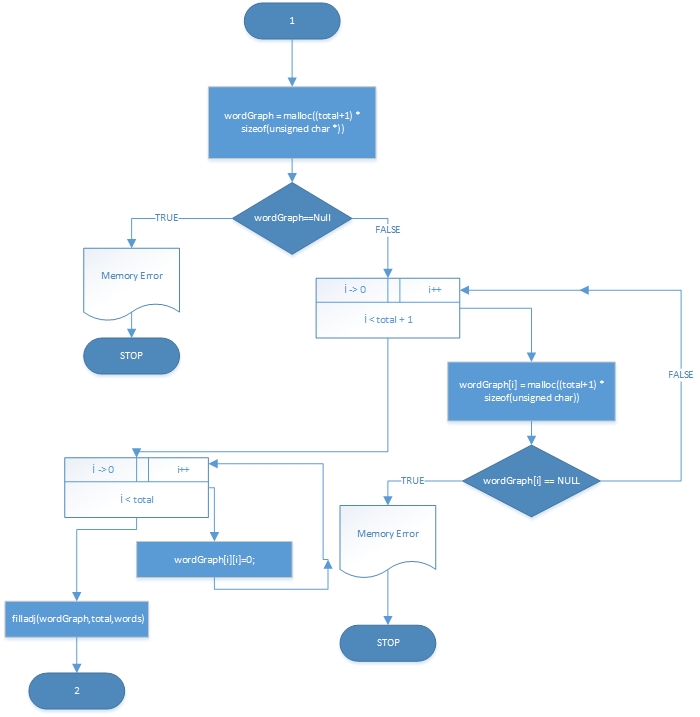 1
wordGraph = malloc((total+1) *
sizeof(unsigned char *))
wordGraph==Null
TRUE
FALSE
Memory Error
STOP
i -> 0
i++
i < total + 1
wordGraph[i] = malloc((total+1) *
sizeof(unsigned char))
FALSE
wordGraph[i] == NULL
TRUE
Memory Error
STOP
i -> 0
i++
i < total
wordGraph[i][i]=0;
filladj(wordGraph,total,words)
2